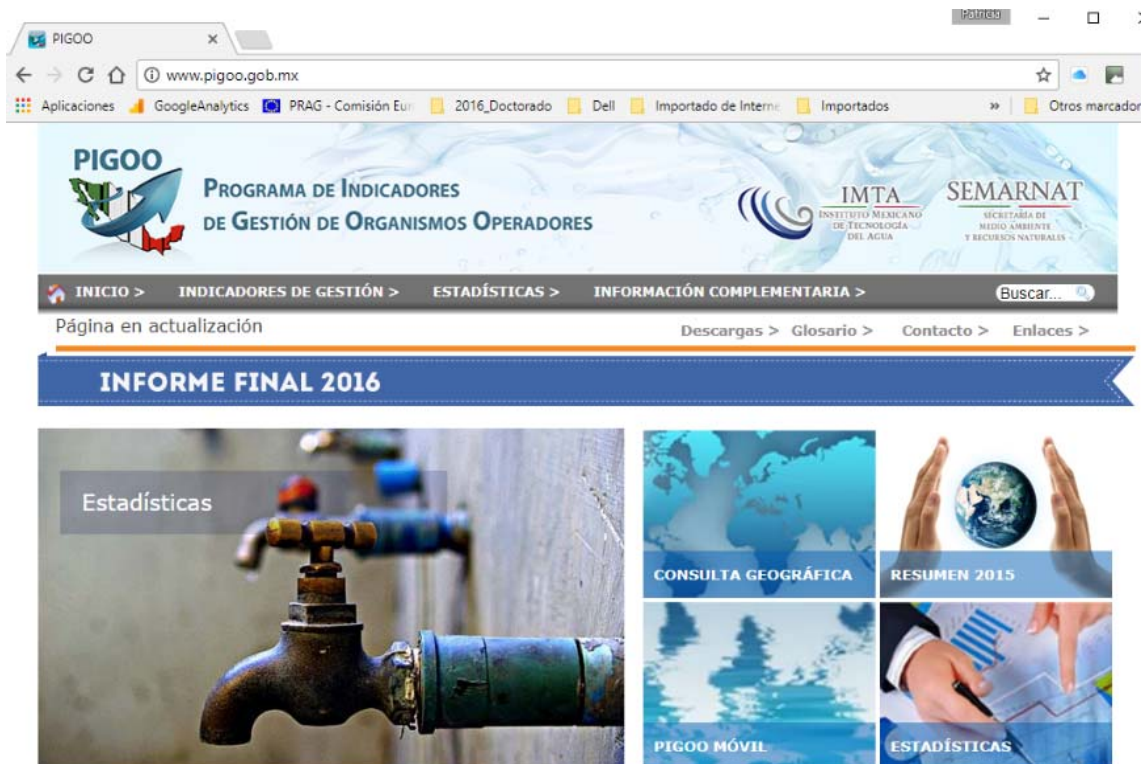 Patricia
PIGOO
www.pigoo.gob.mx
Aplicaciones GoogleAnalytics PRAG - Comisión Eur 2016_Doctorado Dell Importado de Interne Importados » Otros marcador
PIGOO
PROGRAMA DE INDICADORES
DE GESTIÓN DE ORGANISMOS OPERADORES
IMTA
INSTITUTO MEXICANO
DE TECNOLOGÍA
DEL AGUA
SEMARNAT
SECRETARÍA DE
MEDIO AMBIENTE
Y RECURSOS NATURALES
INICIO > INDICADORES DE GESTIÓN > ESTADÍSTICAS > INFORMACIÓN COMPLEMENTARIA > Buscar...
Página en actualización Descargas > Glosario > Contacto > Enlaces >
INFORME FINAL 2016
Estadísticas
CONSULTA GEOGRÁFICA
RESUMEN 2015
PIGOO MÓVIL
ESTADÍSTICAS